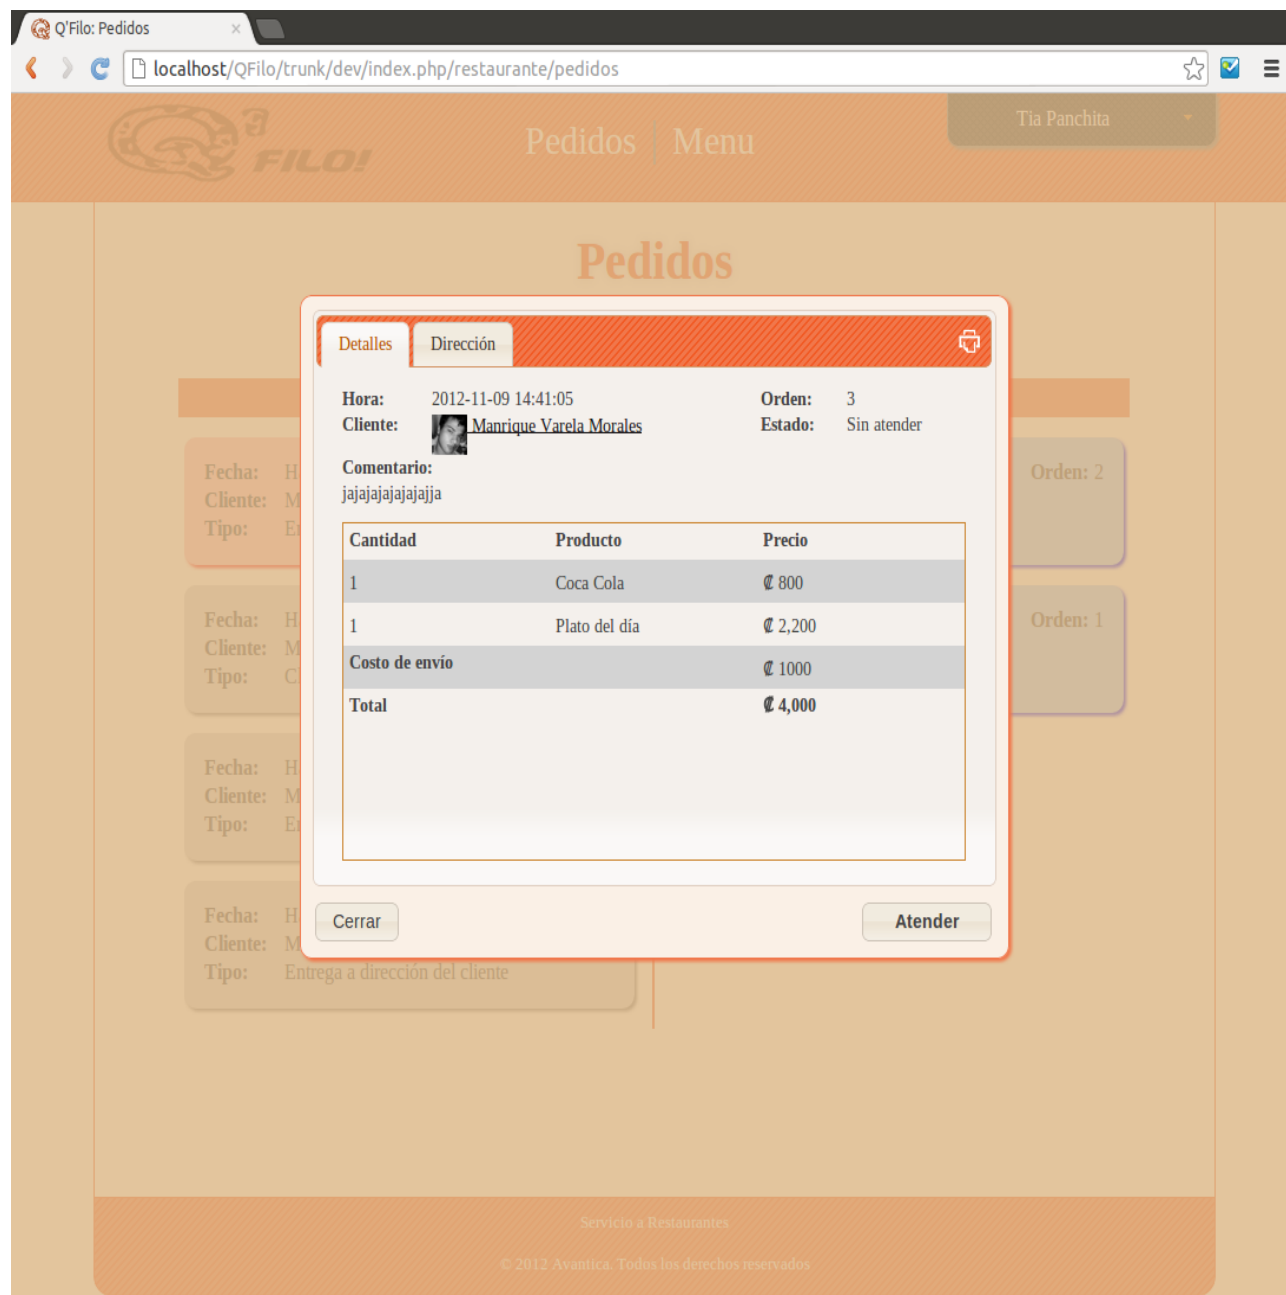 Q'Filo: Pedidos
localhost/QFilo/trunk/dev/index.php/restaurante/pedidos
Q 3 FILO!
Pedidos | Menu
Tia Panchita
Pedidos
Detalles Dirección
Hora: 2012-11-09 14:41:05 Orden: 3
Cliente: Manrique Varela Morales Estado: Sin atender
Comentario:
jajajajajajajajja
Cantidad Producto Precio
1 Coca Cola ₡ 800
1 Plato del día ₡ 2,200
Costo de envío ₡ 1000
Total ₡ 4,000
Cerrar Atender
Fecha: Orden: 2
Cliente:
Tipo:
Fecha: Orden: 1
Cliente:
Tipo:
Fecha:
Cliente:
Tipo:
Fecha:
Cliente:
Tipo: Entrega a dirección del cliente
Servicio a Restaurantes
© 2012 Avantica. Todos los derechos reservados